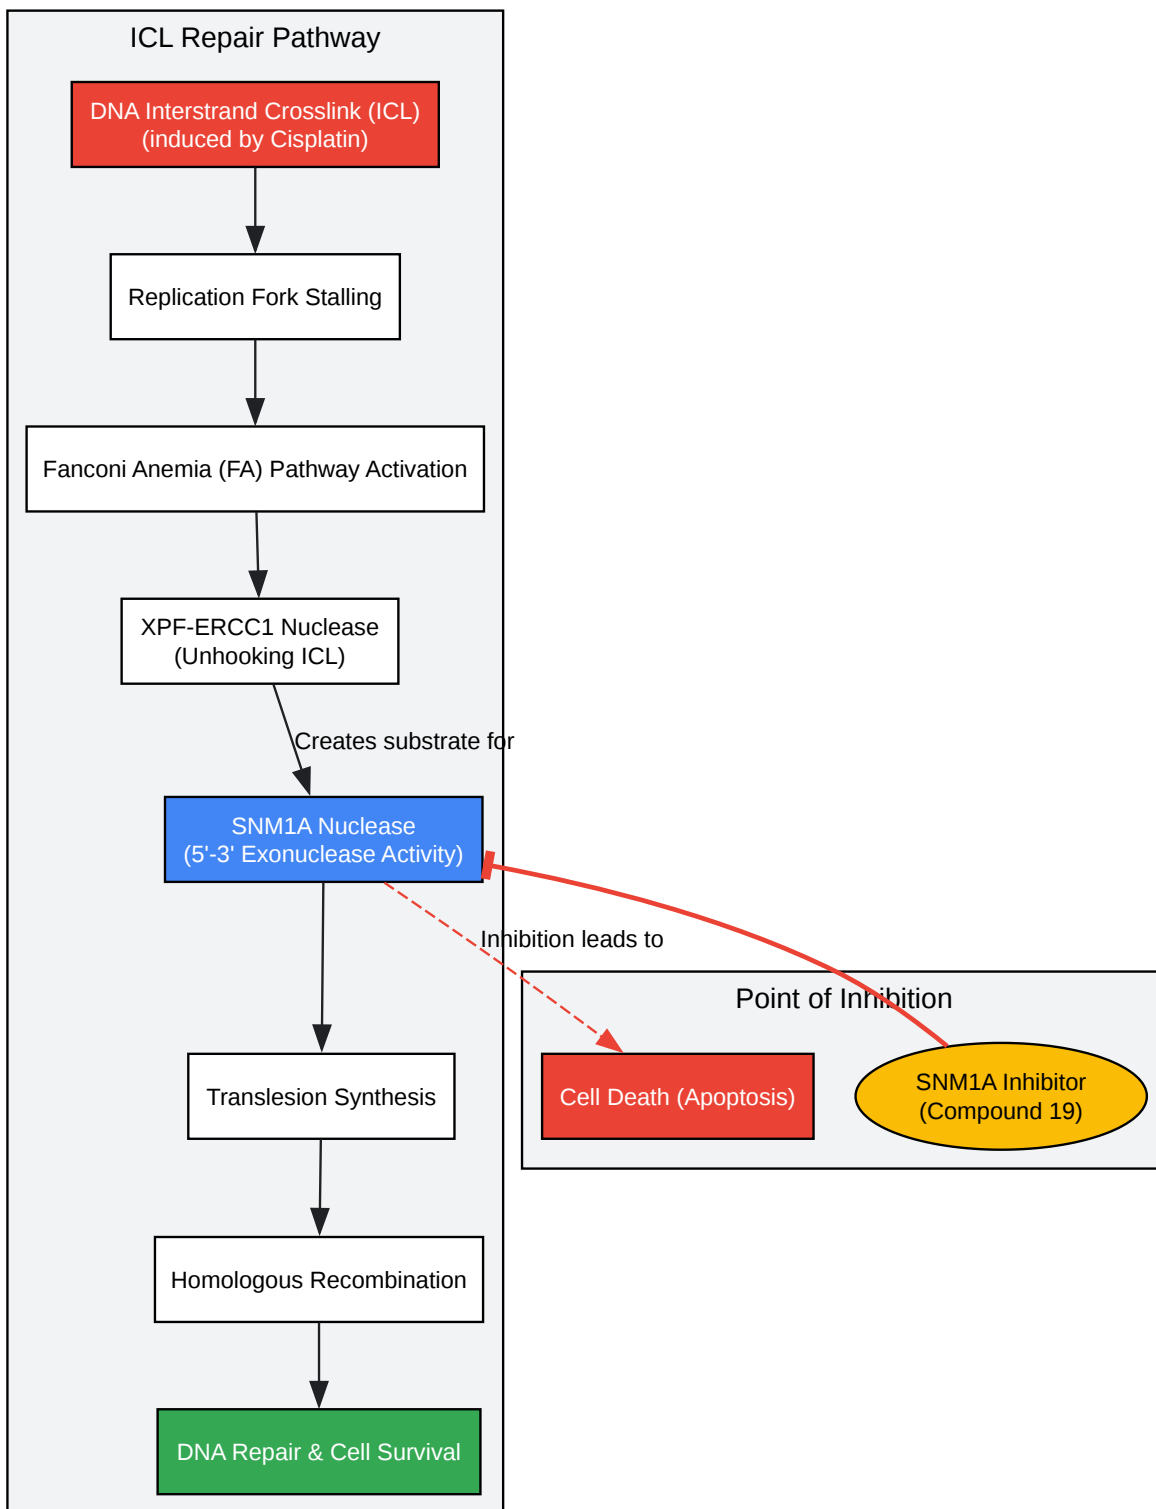 ICL Repair Pathway
DNA Interstrand Crosslink (ICL)
(induced by Cisplatin)
Replication Fork Stalling
Fanconi Anemia (FA) Pathway Activation
XPF-ERCC1 Nuclease
(Unhooking ICL)
Creates substrate for
SNM1A Nuclease
(5'-3' Exonuclease Activity)
Inhibition leads to
Point of Inhibition
Cell Death (Apoptosis)
SNM1A Inhibitor
(Compound 19)
Translesion Synthesis
Homologous Recombination
DNA Repair & Cell Survival